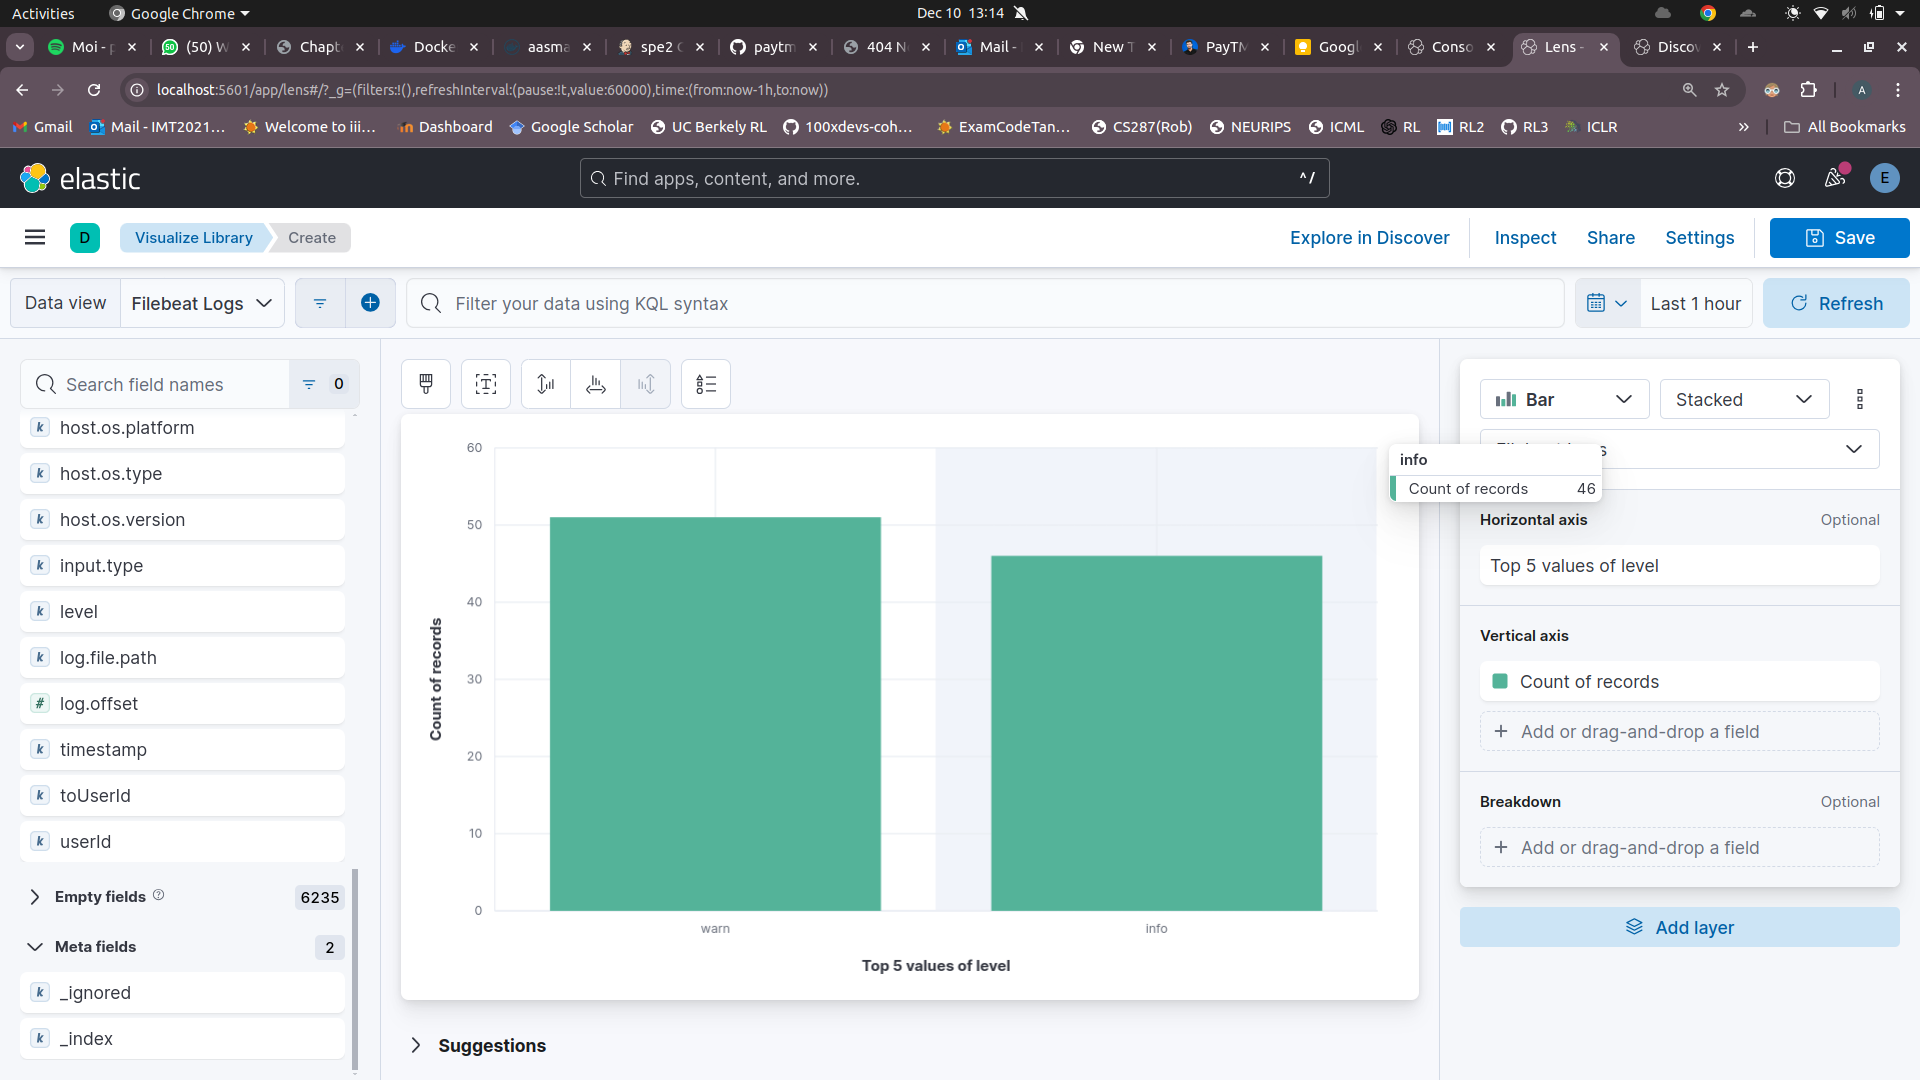 Activities Google Chrome Dec 10 13:14
Moi - p (50) W Chapt Docke aasma spe2 C paytm 404 N Mail - New T PayTM Googl Conso Lens - Disco
localhost:5601/app/lens#/?_g=(filters:!(),refreshInterval:(pause:!t,value:60000),time:(from:now-1h,to:now)) A
Gmail Mail - IMT2021... Welcome to iii... Dashboard Google Scholar UC Berkely RL 100xdevs-coh... ExamCodeTan... CS287(Rob) NEURIPS ICML RL RL2 RL3 ICLR » All Bookmarks
elastic Find apps, content, and more. ^/ E
D Visualize Library Create Explore in Discover Inspect Share Settings Save
Data view Filebeat Logs Filter your data using KQL syntax Last 1 hour Refresh
Search field names 0
host.os.platform
host.os.type
host.os.version
input.type
level
log.file.path
log.offset
timestamp
toUserId
userId
Empty fields 6235
Meta fields 2
_ignored
_index
60
50
40
30
20
10
0
Count of records
warn info
Top 5 values of level
info
Count of records 46
Suggestions
Bar Stacked
Horizontal axis Optional
Top 5 values of level
Vertical axis
Count of records
+ Add or drag-and-drop a field
Breakdown Optional
+ Add or drag-and-drop a field
Add layer